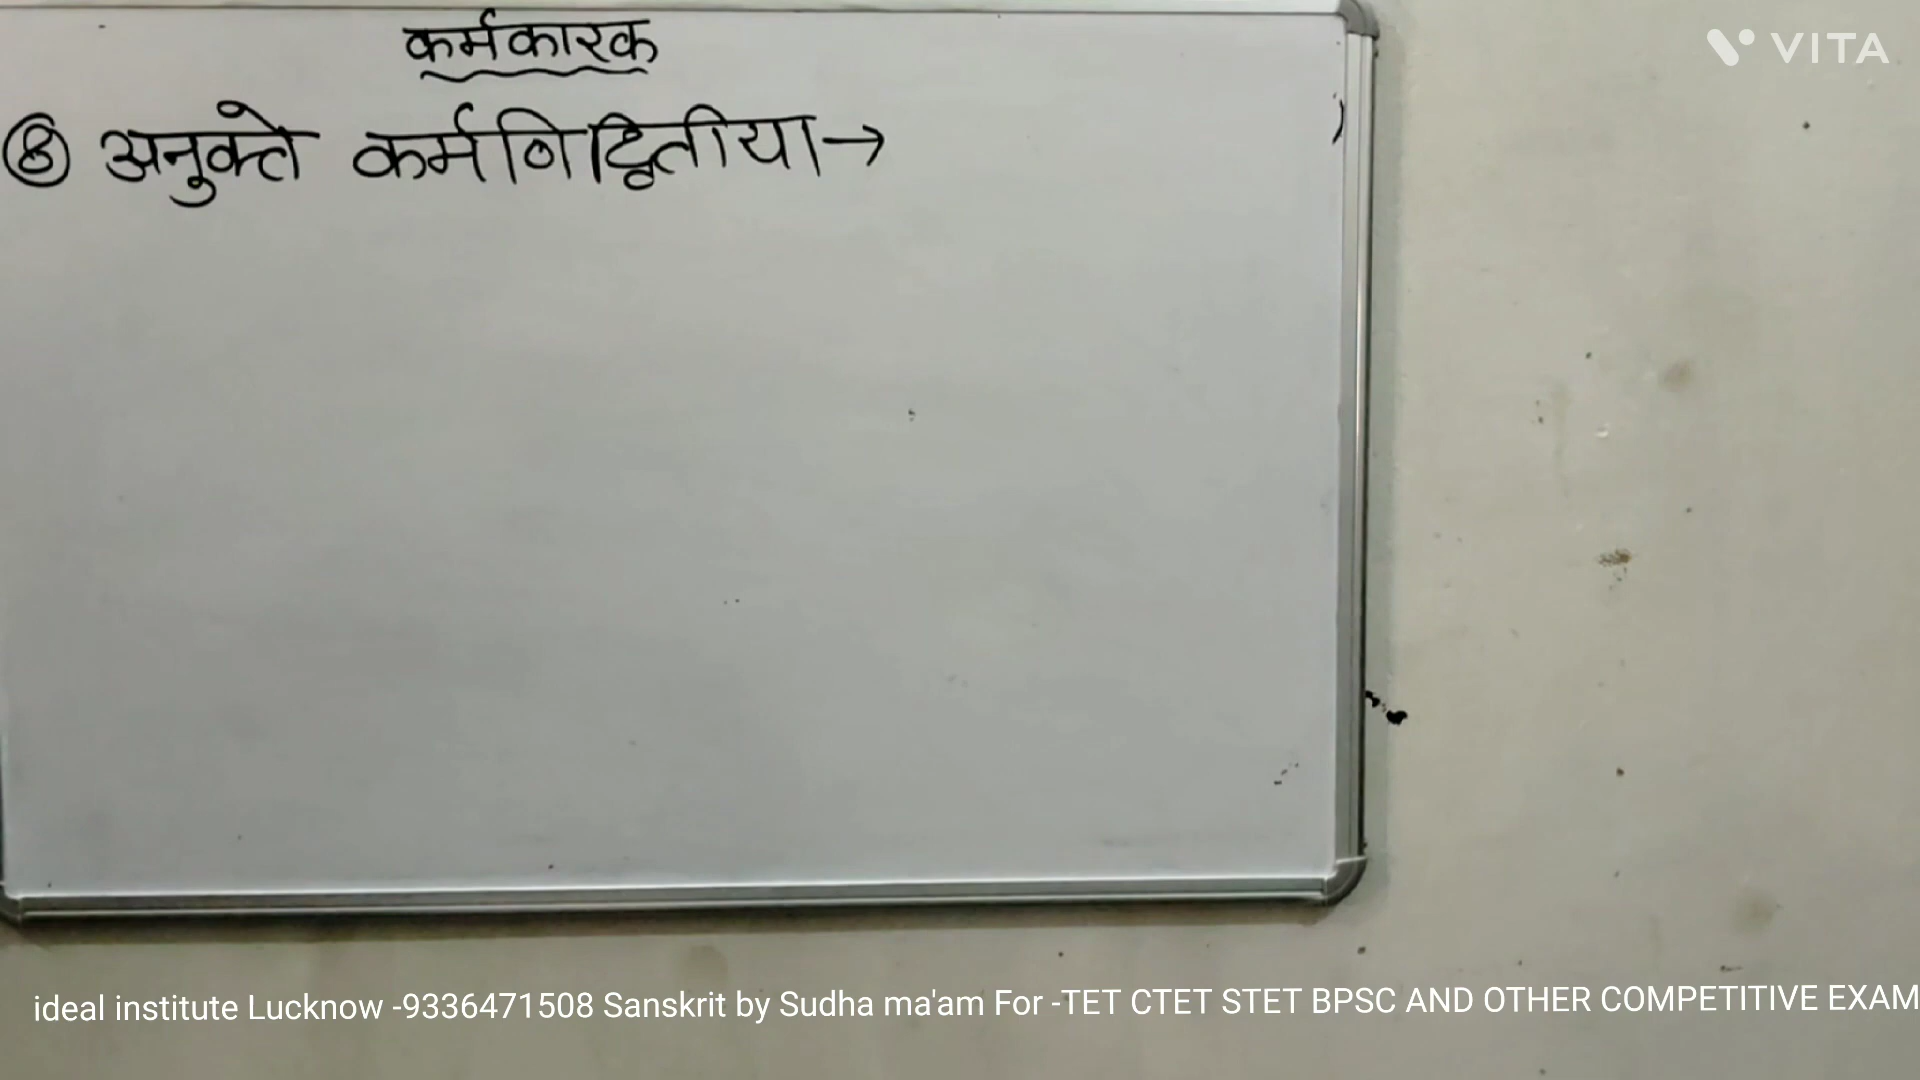 कर्मकारक
③ अनुक्ते कर्मणि द्वितीया→
VITA
ideal institute Lucknow -9336471508 Sanskrit by Sudha ma'am For -TET CTET STET BPSC AND OTHER COMPETITIVE EXAM